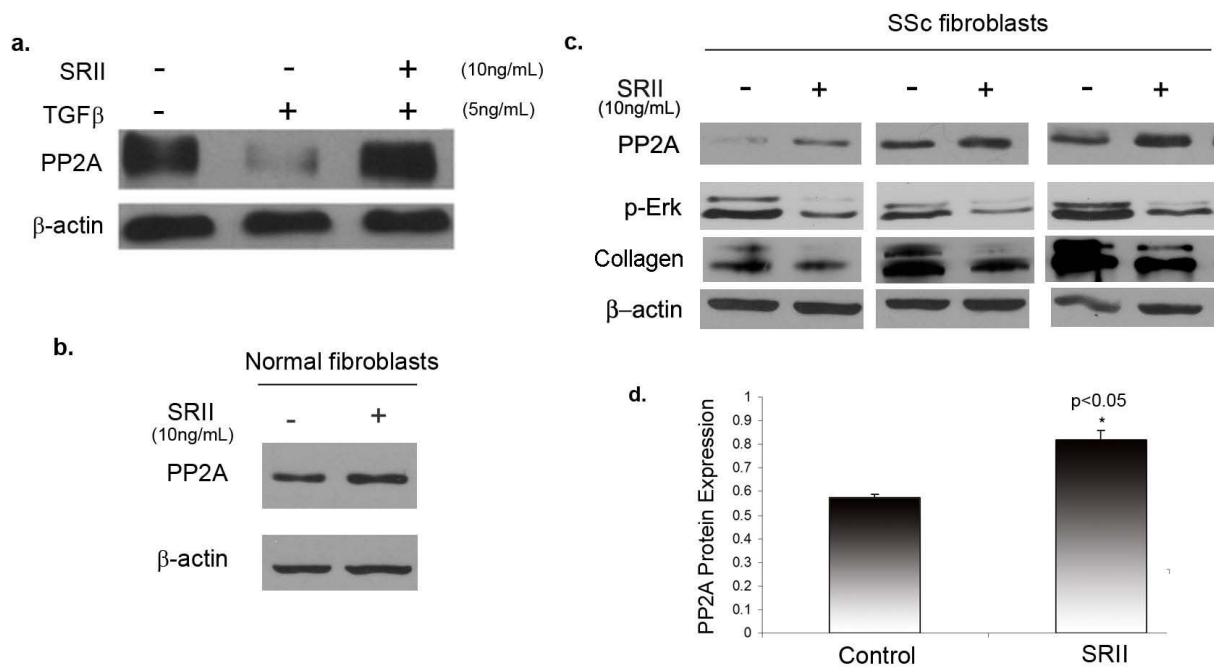 a.
SRII - - + (10ng/mL)
TGFβ - + + (5ng/mL)
PP2A
β-actin
b.
Normal fibroblasts
SRII - +
(10ng/mL)
PP2A
β-actin
c.
SSc fibroblasts
SRII - + - + - +
(10ng/mL)
PP2A
p-Erk
Collagen
β–actin
d.
p<0.05
*
PP2A Protein Expression
1
0.9
0.8
0.7
0.6
0.5
0.4
0.3
0.2
0.1
0
Control SRII